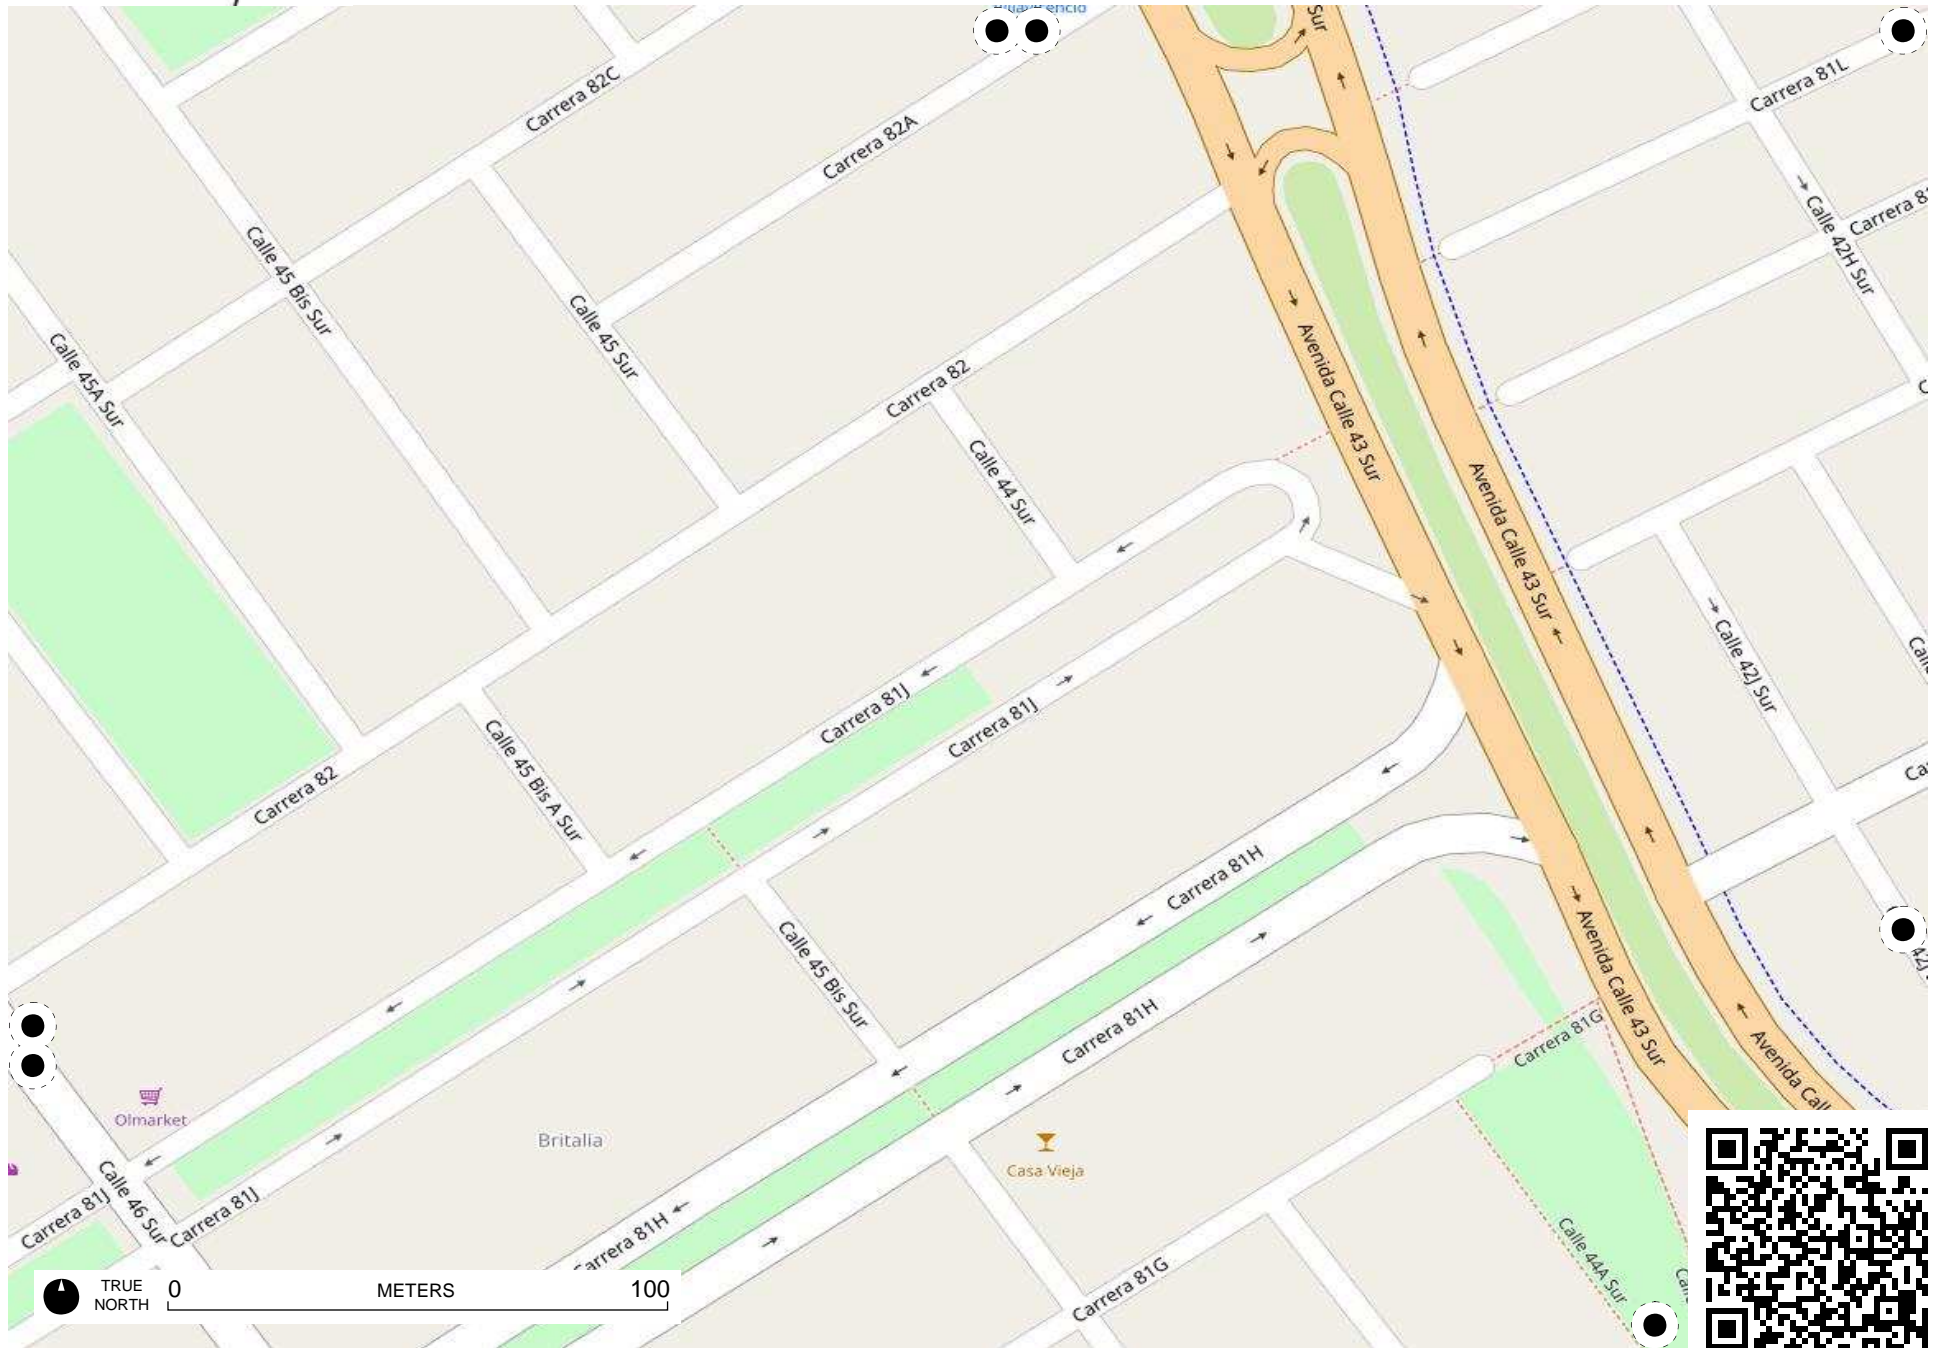 Sur
Carrera 82C
Carrera 81L
Carrera 82A
Calle 42H Sur
Calle 45 Bis Sur
Calle 45 Sur
Calle 45A Sur
Avenida Calle 43 Sur
Carrera 82
Calle 44 Sur
Avenida Calle 43 Sur
Calle 42J Sur
Carrera 81J
Carrera 81J
Calle 45 Bis A Sur
Carrera 82
Carrera 81H
Calle 45 Bis Sur
Avenida Calle 43 Sur
Carrera 81H
Carrera 81G
Avenida
Olmarket
Britalia
Casa Vieja
Carrera 81J
Calle 46 Sur
Carrera 81J
Carrera 81H
Calle 44A Sur
Carrera 81G
TRUE
NORTH
0 METERS 100